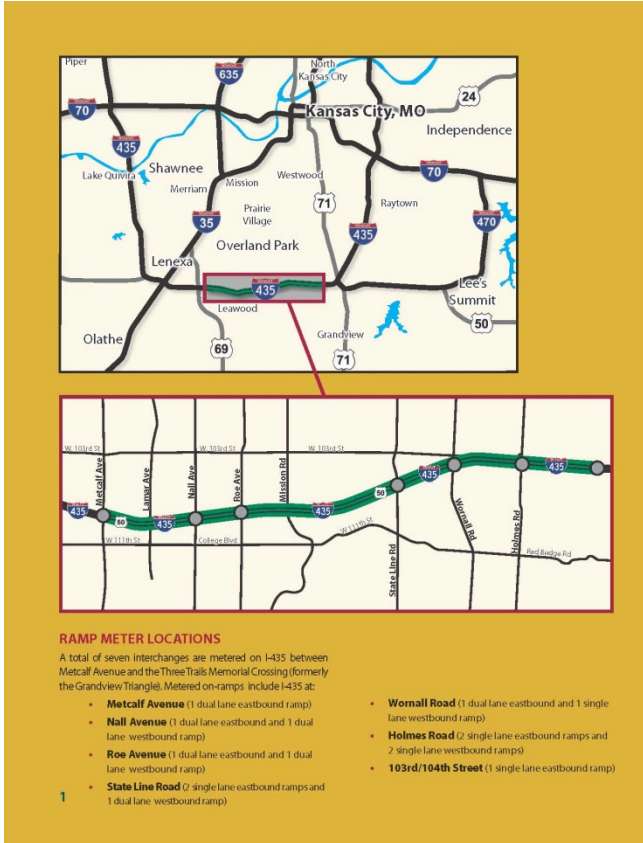 Piper
North
Kansas City
635
24
70
Kansas City, MO
Independence
435
Shawnee
Lake Quivira
Merriam
Mission
Westwood
70
71
Raytown
470
35
Prairie
Village
435
Overland Park
Lenexa
435
Lee's
Summit
Leawood
50
Olathe
69
Grandview
71
W. 103rd St
W. 103rd St
W. 103rd St
Metcalf Ave
Lamar Ave
Nall Ave
Roe Ave
Mission Rd
435
50
435
435
50
435
435
W 111th St
College Blvd
W 111th St
State Line Rd
Wornall Rd
Holmes Rd
Red Bridge Rd
RAMP METER LOCATIONS
A total of seven interchanges are metered on I-435 between
Metcalf Avenue and the Three Trails Memorial Crossing (formerly
the Grandview Triangle). Metered on-ramps include I-435 at:
• Metcalf Avenue (1 dual lane eastbound ramp)
• Nall Avenue (1 dual lane eastbound and 1 dual
lane westbound ramp)
• Roe Avenue (1 dual lane eastbound and 1 dual
lane westbound ramp)
• State Line Road (2 single lane eastbound ramps and
1 dual lane westbound ramp)
• Wornall Road (1 dual lane eastbound and 1 single
lane westbound ramp)
• Holmes Road (2 single lane eastbound ramps and
2 single lane westbound ramps)
• 103rd/104th Street (1 single lane eastbound ramp)
1